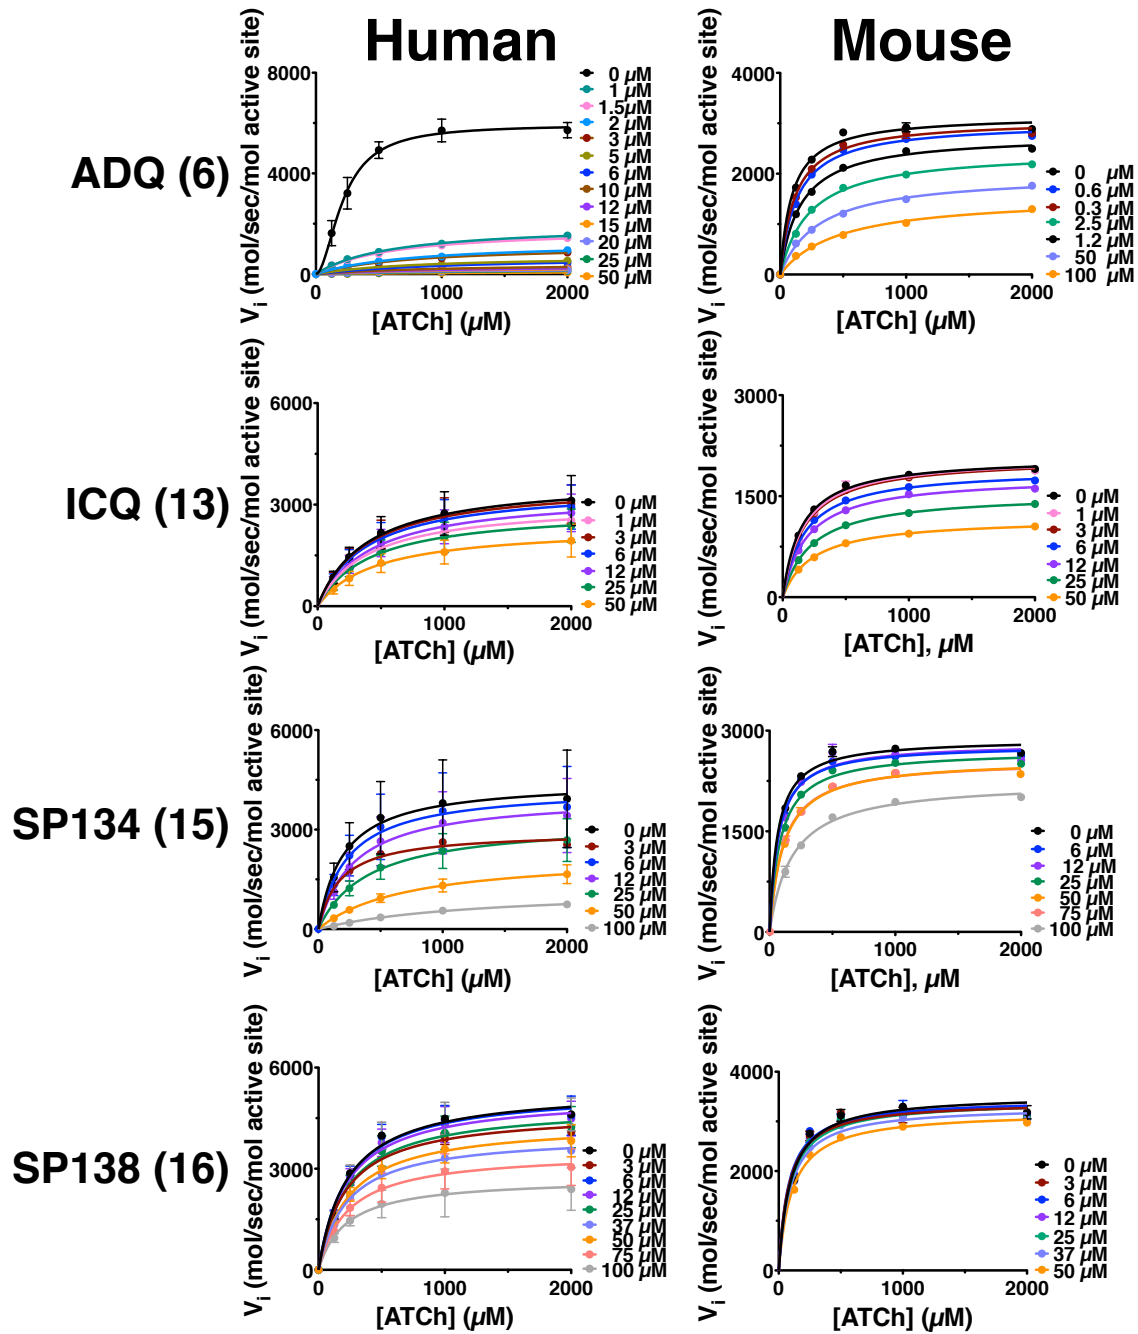 Human
Mouse
ADQ (6)
V_i (mol/sec/mol active site)
8000
4000
0
0
1000
2000
[ATCh] (µM)
0 µM
1 µM
1.5µM
2 µM
3 µM
5 µM
6 µM
10 µM
12 µM
15 µM
20 µM
25 µM
50 µM
V_i (mol/sec/mol active site)
4000
2000
0
0
1000
2000
[ATCh] (µM)
0 µM
0.6 µM
0.3 µM
2.5 µM
1.2 µM
50 µM
100 µM
ICQ (13)
V_i (mol/sec/mol active site)
6000
3000
0
0
1000
2000
[ATCh] (µM)
0 µM
1 µM
3 µM
6 µM
12 µM
25 µM
50 µM
V_i (mol/sec/mol active site)
3000
1500
0
0
1000
2000
[ATCh], µM
0 µM
1 µM
3 µM
6 µM
12 µM
25 µM
50 µM
SP134 (15)
V_i (mol/sec/mol active site)
6000
3000
0
0
1000
2000
[ATCh] (µM)
0 µM
3 µM
6 µM
12 µM
25 µM
50 µM
100 µM
V_i (mol/sec/mol active site)
3000
1500
0
0
1000
2000
[ATCh], µM
0 µM
6 µM
12 µM
25 µM
50 µM
75 µM
100 µM
SP138 (16)
V_i (mol/sec/mol active site)
6000
3000
0
0
1000
2000
[ATCh] (µM)
0 µM
3 µM
6 µM
12 µM
25 µM
37 µM
50 µM
75 µM
100 µM
V_i (mol/sec/mol active site)
4000
2000
0
0
1000
2000
[ATCh] (µM)
0 µM
3 µM
6 µM
12 µM
25 µM
37 µM
50 µM